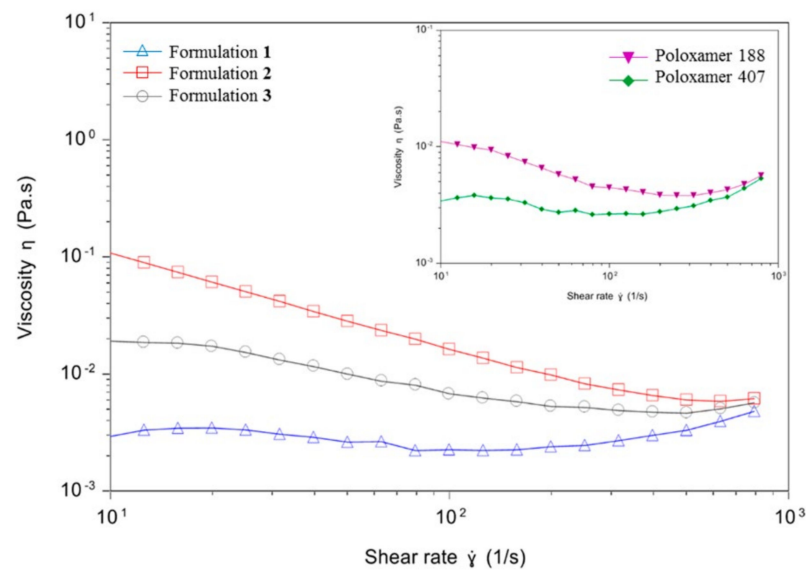 10¹
10⁰
10⁻¹
10⁻²
10⁻³
Viscosity η (Pa.s)
Formulation 1
Formulation 2
Formulation 3
10¹
10²
10³
Shear rate γ̇ (1/s)
10⁻¹
10⁻²
10⁻³
Viscosity η (Pa.s)
Poloxamer 188
Poloxamer 407
10¹
10²
10³
Shear rate γ̇ (1/s)